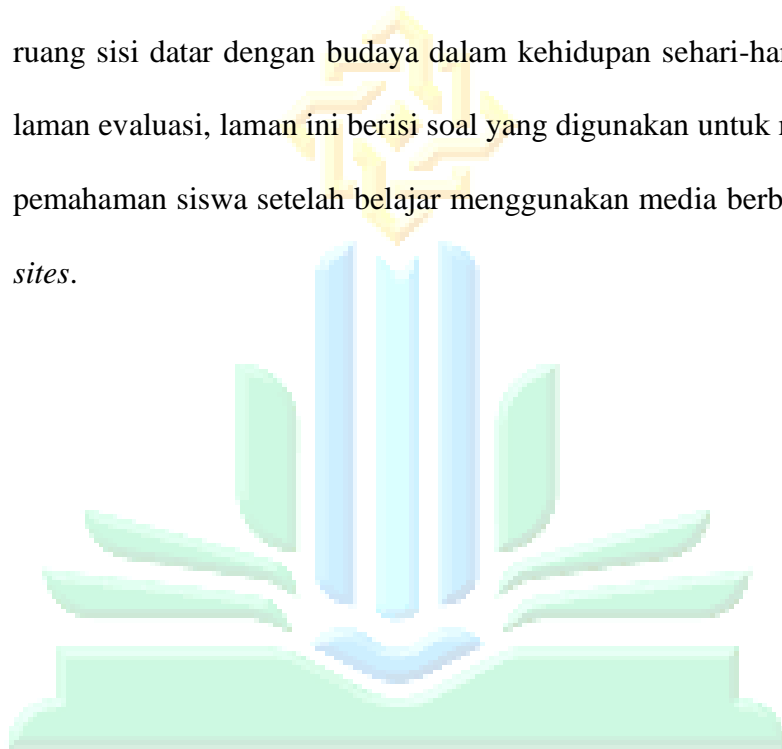 ruang sisi datar dengan budaya dalam kehidupan sehari-har
laman evaluasi, laman ini berisi soal yang digunakan untuk
pemahaman siswa setelah belajar menggunakan media berb
sites.